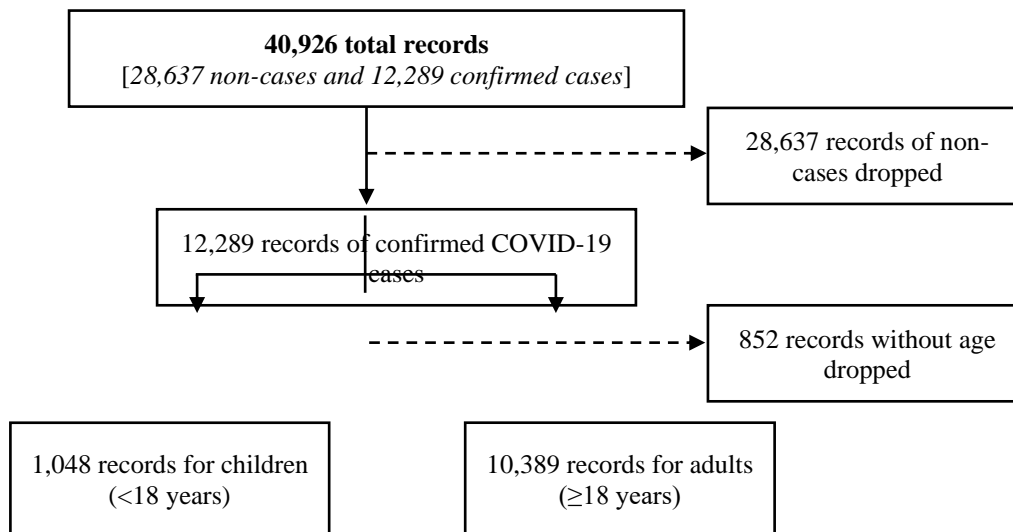 40,926 total records
[28,637 non-cases and 12,289 confirmed cases]
28,637 records of non-
cases dropped
12,289 records of confirmed COVID-19
cases
852 records without age
dropped
1,048 records for children
(<18 years)
10,389 records for adults
(≥18 years)